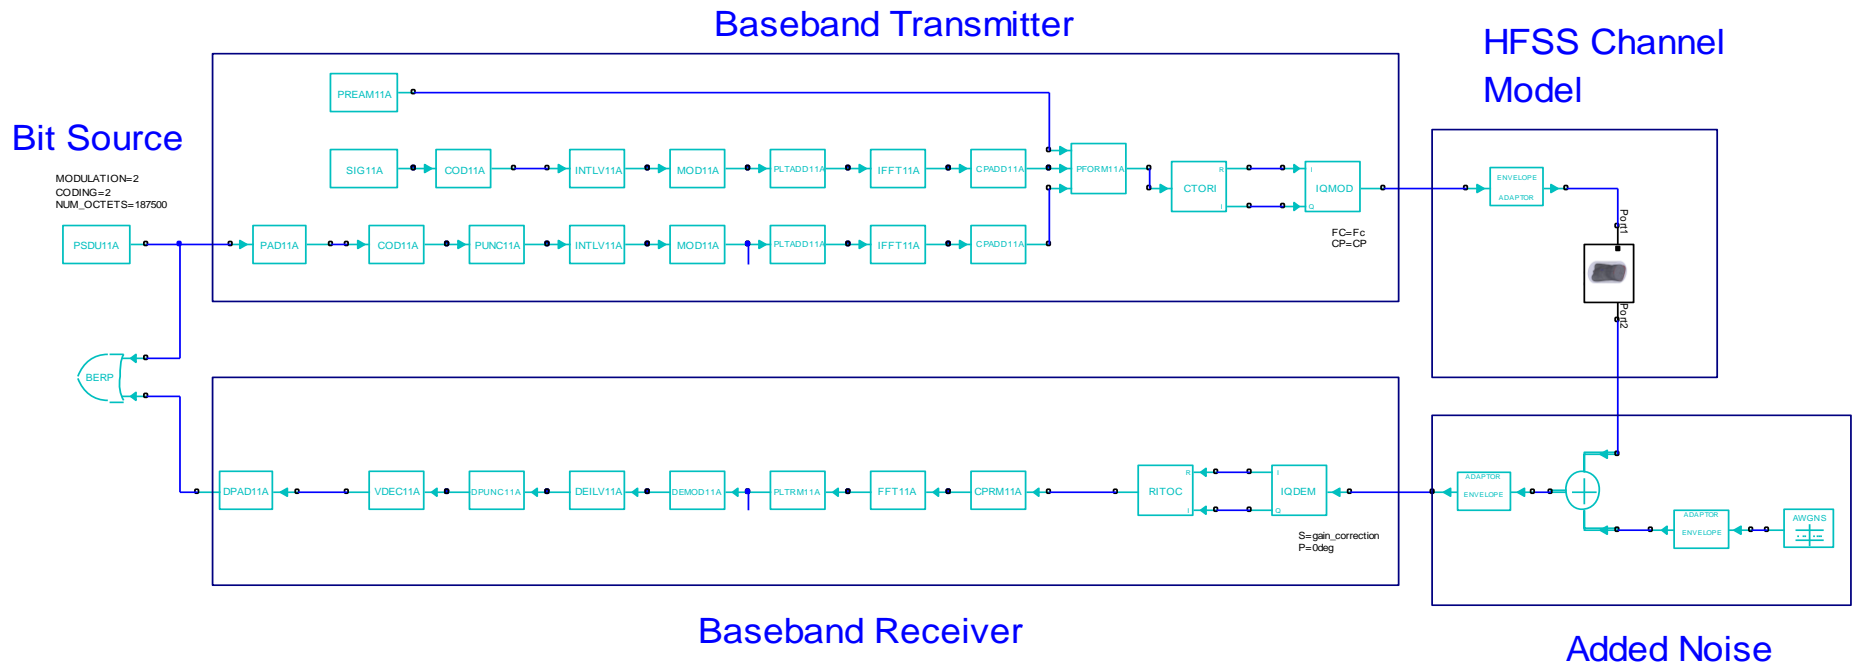 Baseband Transmitter
HFSS Channel
Model
Bit Source
MODULATION=2
CODING=2
NUM_OCTETS=187500
PREAM11A
SIG11A
COD11A
INTLV11A
MOD11A
PLTADD11A
IFFT11A
CPADD11A
PFORM11A
CTORI
R
I
IQMOD
I
Q
FC=Fc
CP=CP
ENVELOPE
ADAPTOR
Port1
Port2
PSDU11A
PAD11A
COD11A
PUNC11A
INTLV11A
MOD11A
PLTADD11A
IFFT11A
CPADD11A
BERP
DPAD11A
VDEC11A
DPUNC11A
DEILV11A
DEMOD11A
PLTRM11A
FFT11A
CPRM11A
RITOC
R
I
IQDEM
I
Q
S=gain_correction
P=0deg
ADAPTOR
ENVELOPE
ADAPTOR
ENVELOPE
AWGNS
Baseband Receiver
Added Noise